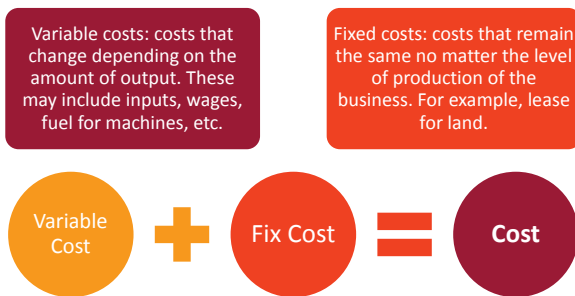 Variable costs: costs that
change depending on the
amount of output. These
may include inputs, wages,
fuel for machines, etc.
Fixed costs: costs that remain
the same no matter the level
of production of the
business. For example, lease
for land.
Variable
Cost
Fix Cost
Cost